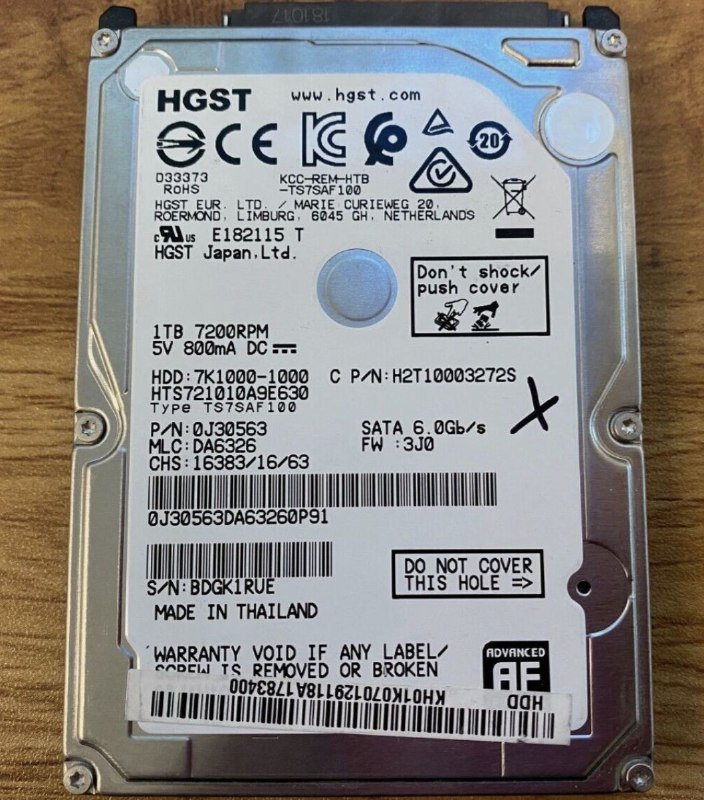 181017
HGST www.hgst.com
20
D33373
ROHS
KCC-REM-HTB
-TS7SAF100
HGST EUR. LTD. / MARIE CURIEWEG 20,
ROERMOND, LIMBURG, 6045 GH, NETHERLANDS
c RU us E182115 T
HGST Japan,Ltd.
Don't shock/
push cover
1TB 7200RPM
5V 800mA DC
HDD:7K1000-1000 C P/N:H2T10003272S
HTS721010A9E630
Type TS7SAF100
P/N:0J30563 SATA 6.0Gb/s
MLC:DA6326 FW :3J0
CHS:16383/16/63
X
0J30563DA63260P91
DO NOT COVER
THIS HOLE =>
S/N:BDGK1RUE
MADE IN THAILAND
WARRANTY VOID IF ANY LABEL/
SCREW IS REMOVED OR BROKEN
ADVANCED
AF
HDD KH01K070129118A1783400